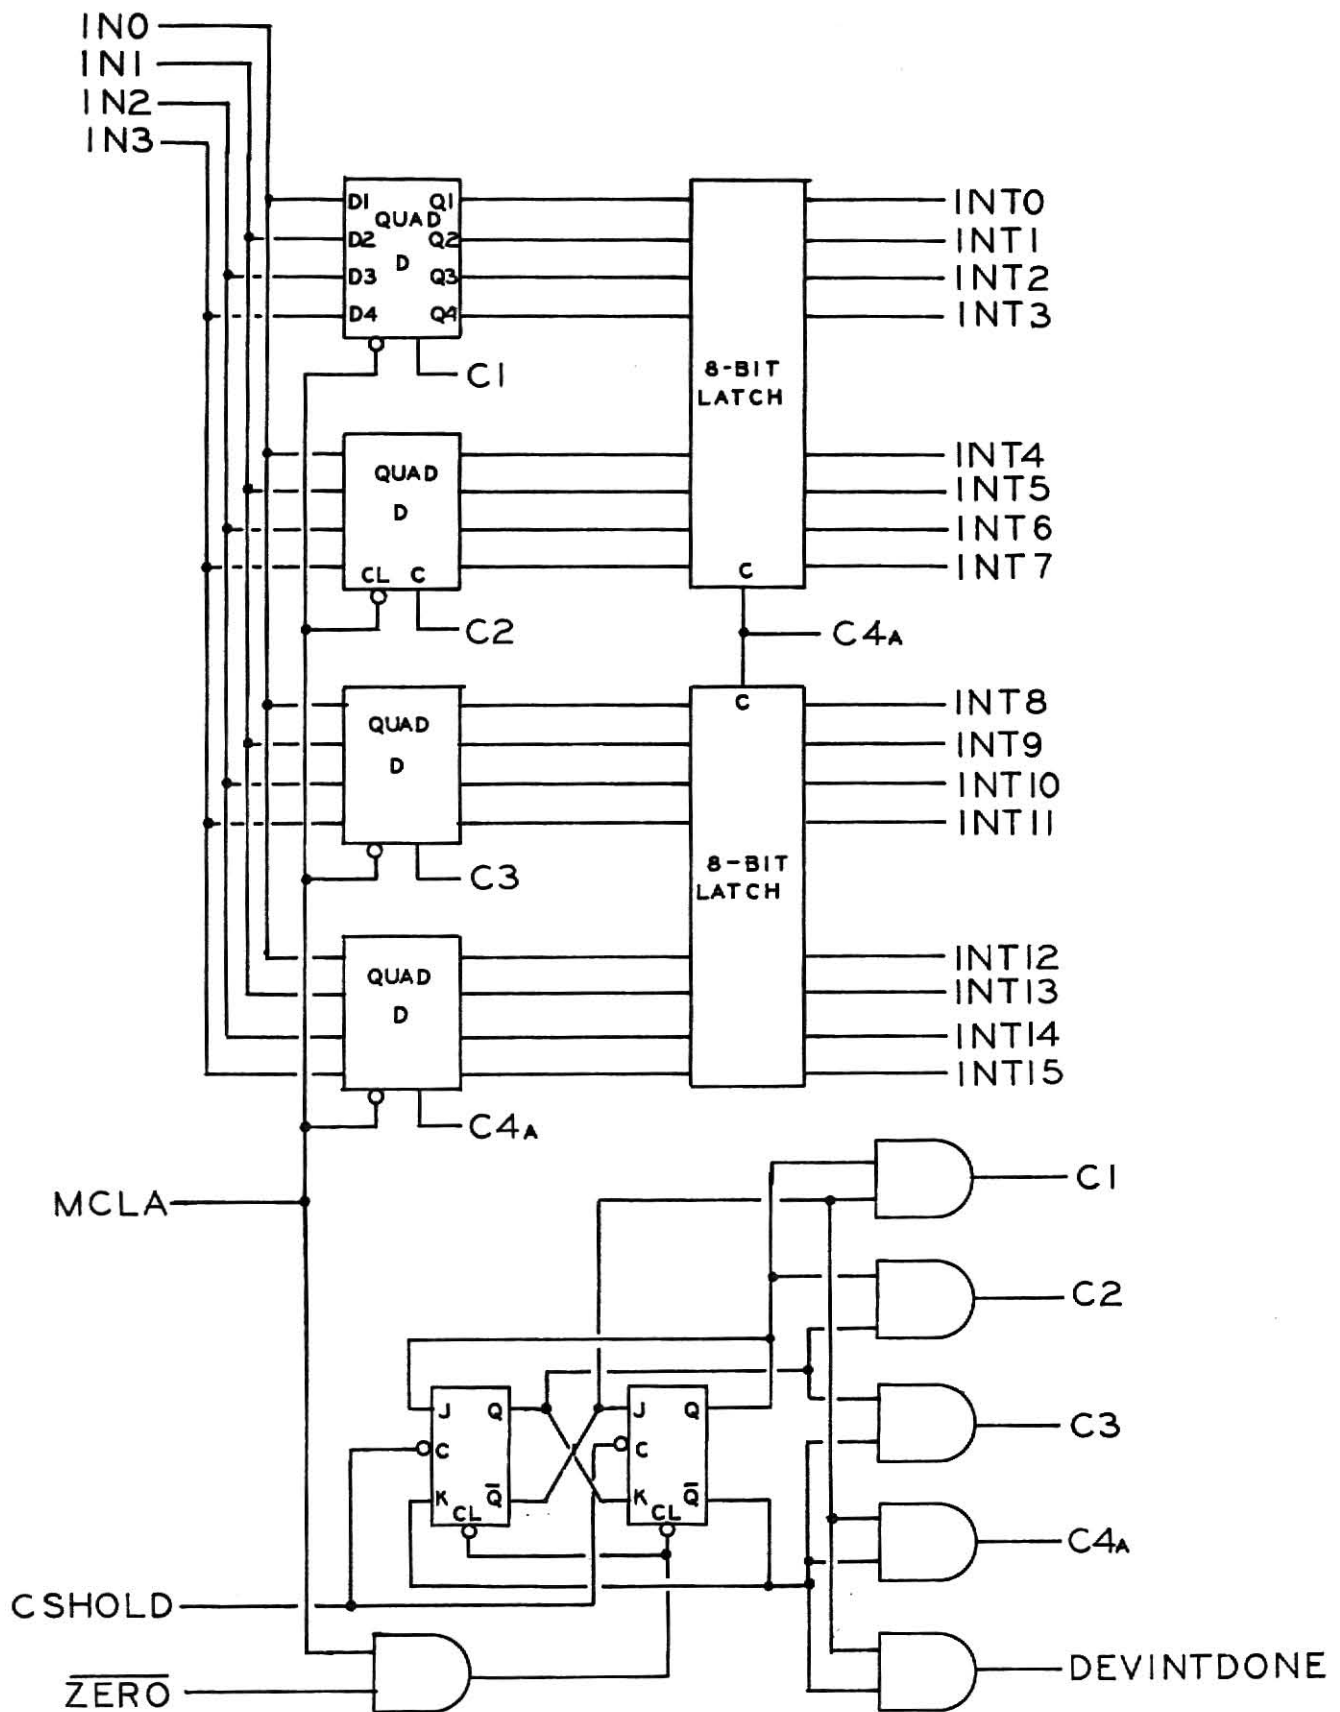 IN0
IN1
IN2
IN3
D1 Q1
QUAD
D2 Q2
D
D3 Q3
D4 Q4
C1
INT0
INT1
INT2
INT3
8-BIT
LATCH
QUAD
D
CL C
C2
INT4
INT5
INT6
INT7
C
C4A
C
QUAD
D
C3
INT8
INT9
INT10
INT11
8-BIT
LATCH
QUAD
D
C4A
INT12
INT13
INT14
INT15
MCLA
C1
C2
C3
C4A
DEVINTDONE
J Q
C
K Q̅
CL
J Q
C
K Q̅
CL
CSHOLD
Z̅E̅R̅O̅